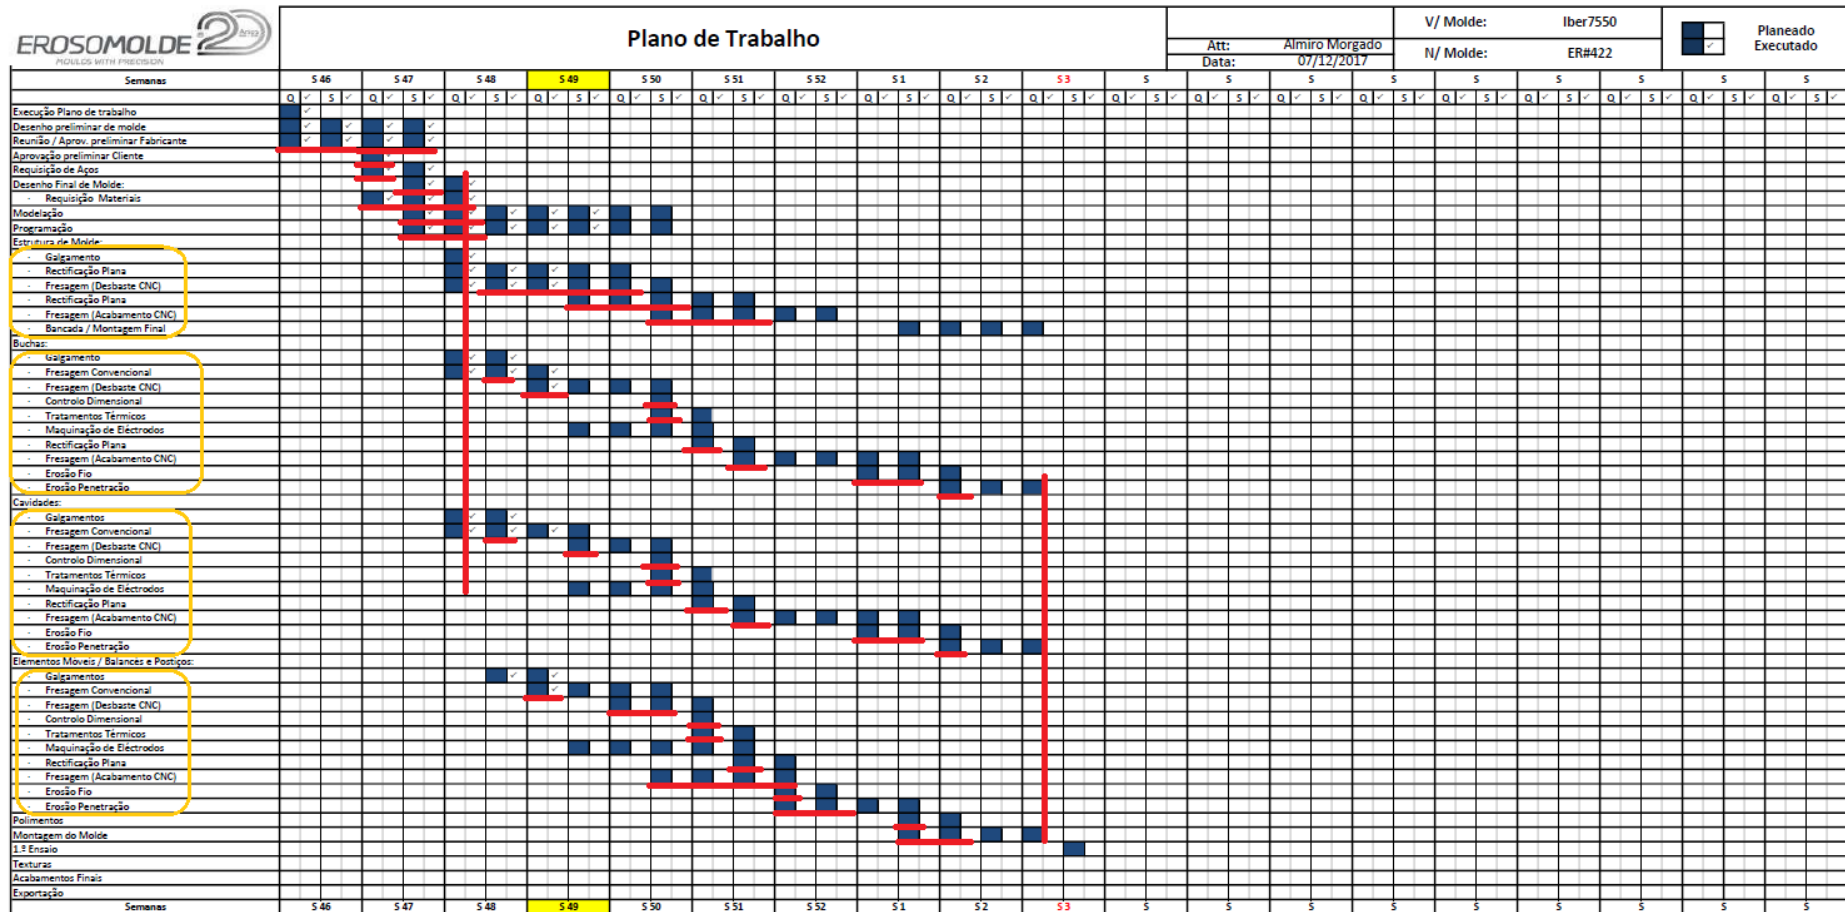 EROSOMOLDE 20 Anos
MOULDS WITH PRECISION
Plano de Trabalho
Att: Almiro Morgado
Data: 07/12/2017
V/ Molde: Iber7550
N/ Molde: ER#422
Planeado
✓ Executado
Semanas S 46 S 47 S 48 S 49 S 50 S 51 S 52 S 1 S 2 S 3 S S S S S S S S S
Q ✓ S ✓ Q ✓ S ✓ Q ✓ S ✓ Q ✓ S ✓ Q ✓ S ✓ Q ✓ S ✓ Q ✓ S ✓ Q ✓ S ✓ Q ✓ S ✓ Q ✓ S ✓ Q ✓ S ✓ Q ✓ S ✓ Q ✓ S ✓ Q ✓ S ✓ Q ✓ S ✓ Q ✓ S ✓ Q ✓ S ✓ Q ✓ S ✓ Q ✓ S ✓
Execução Plano de trabalho
Desenho preliminar de molde
Reunião / Aprov. preliminar Fabricante
Aprovação preliminar Cliente
Requisição de Aços
Desenho Final de Molde:
- Requisição Materiais
Modelação
Programação
Estrutura de Molde:
- Galgamento
- Rectificação Plana
- Fresagem (Desbaste CNC)
- Rectificação Plana
- Fresagem (Acabamento CNC)
- Bancada / Montagem Final
Buchas:
- Galgamento
- Fresagem Convencional
- Fresagem (Desbaste CNC)
- Controlo Dimensional
- Tratamentos Térmicos
- Maquinação de Eléctrodos
- Rectificação Plana
- Fresagem (Acabamento CNC)
- Erosão Fio
- Erosão Penetração
Cavidades:
- Galgamentos
- Fresagem Convencional
- Fresagem (Desbaste CNC)
- Controlo Dimensional
- Tratamentos Térmicos
- Maquinação de Eléctrodos
- Rectificação Plana
- Fresagem (Acabamento CNC)
- Erosão Fio
- Erosão Penetração
Elementos Móveis / Balancés e Postiços:
- Galgamentos
- Fresagem Convencional
- Fresagem (Desbaste CNC)
- Controlo Dimensional
- Tratamentos Térmicos
- Maquinação de Eléctrodos
- Rectificação Plana
- Fresagem (Acabamento CNC)
- Erosão Fio
- Erosão Penetração
Polimentos
Montagem do Molde
1.º Ensaio
Texturas
Acabamentos Finais
Exportação
Semanas S 46 S 47 S 48 S 49 S 50 S 51 S 52 S 1 S 2 S 3 S S S S S S S S S